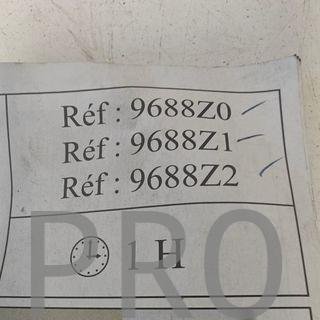 Réf : 9688Z0
Réf : 9688Z1
Réf : 9688Z2
1 H
PRO